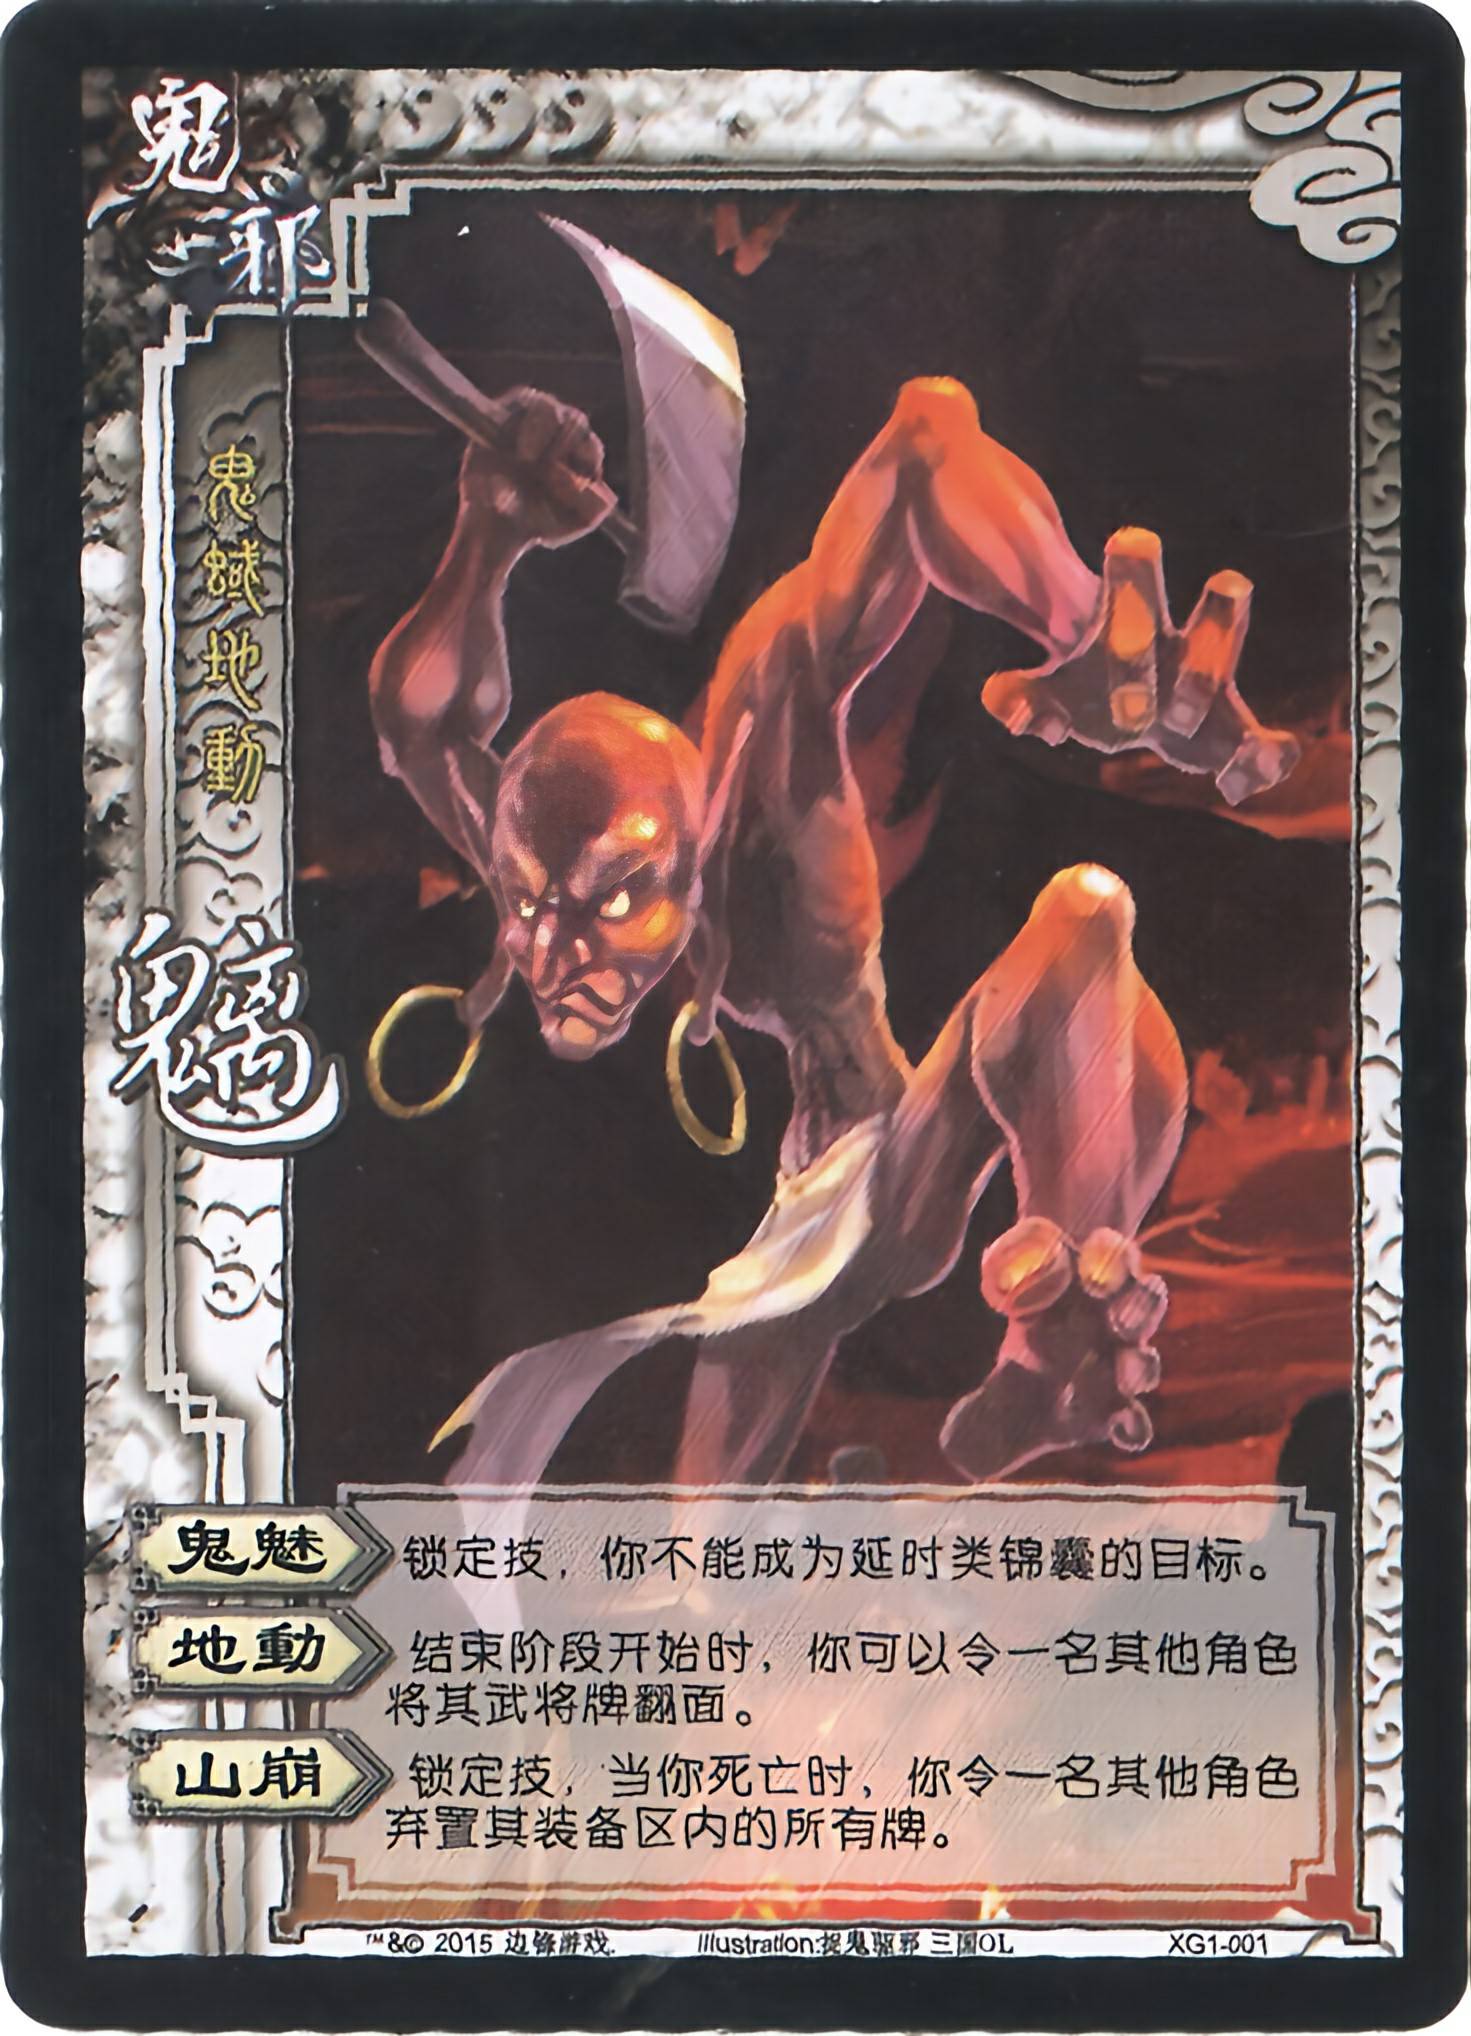 鬼
邪
鬼蜮地動
魑
鬼魅
锁定技，你不能成为延时类锦囊的目标。
地動
结束阶段开始时，你可以令一名其他角色
将其武将牌翻面。
山崩
锁定技，当你死亡时，你令一名其他角色
弃置其装备区内的所有牌。
™&© 2015 边锋游戏.
Illustration:捉鬼驱邪 三国OL
XG1-001